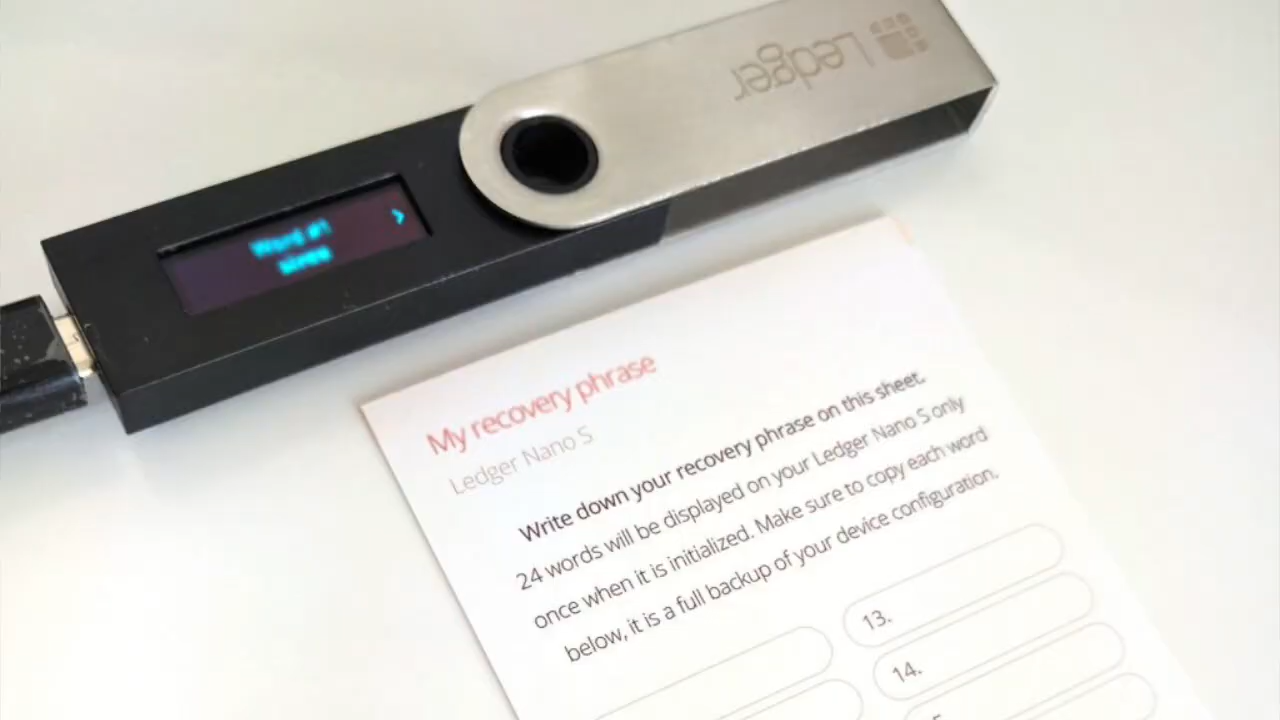 Ledger
Word #1
My recovery phrase
Ledger Nano S
Write down your recovery phrase on this sheet.
24 words will be displayed on your Ledger Nano S only
once when it is initialized. Make sure to copy each word
below, it is a full backup of your device configuration.
13.
14.